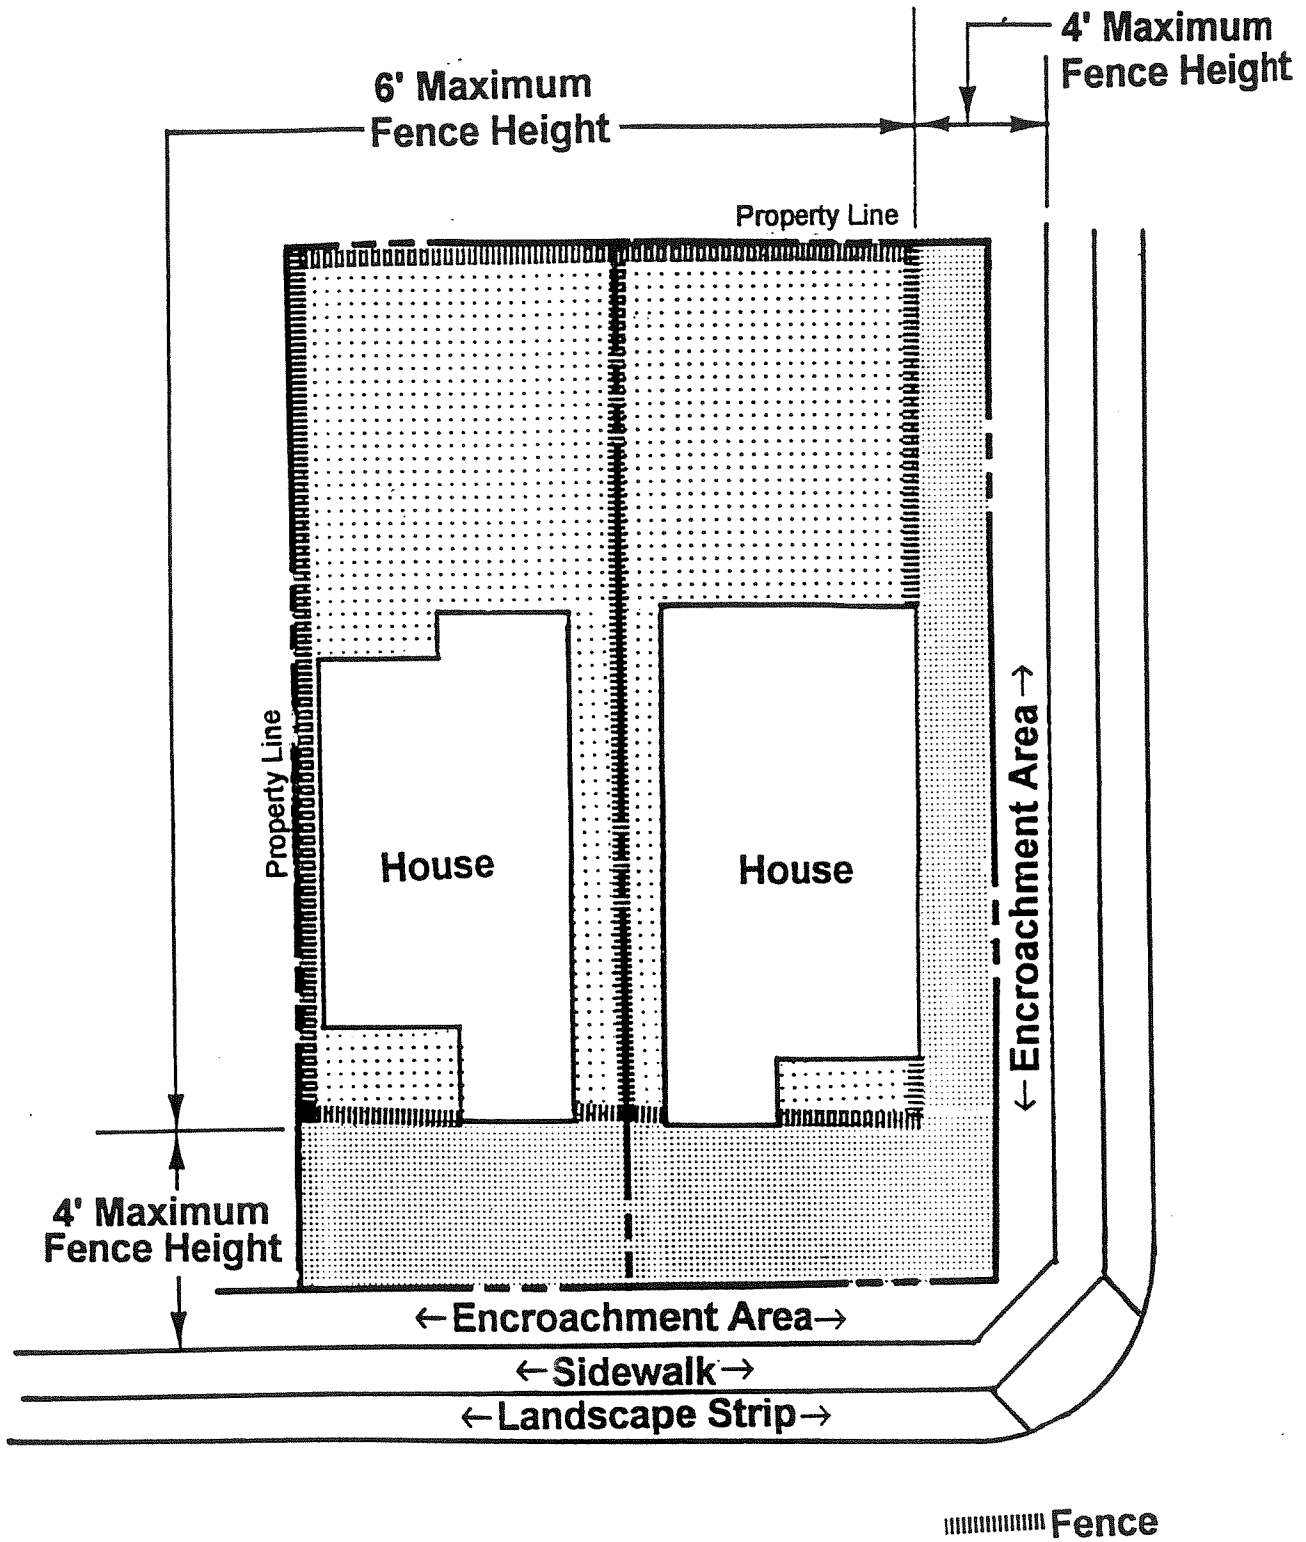 4' Maximum
Fence Height
6' Maximum
Fence Height
Property Line
Property Line
House
House
←Encroachment Area→
4' Maximum
Fence Height
←Encroachment Area→
←Sidewalk→
←Landscape Strip→
Fence